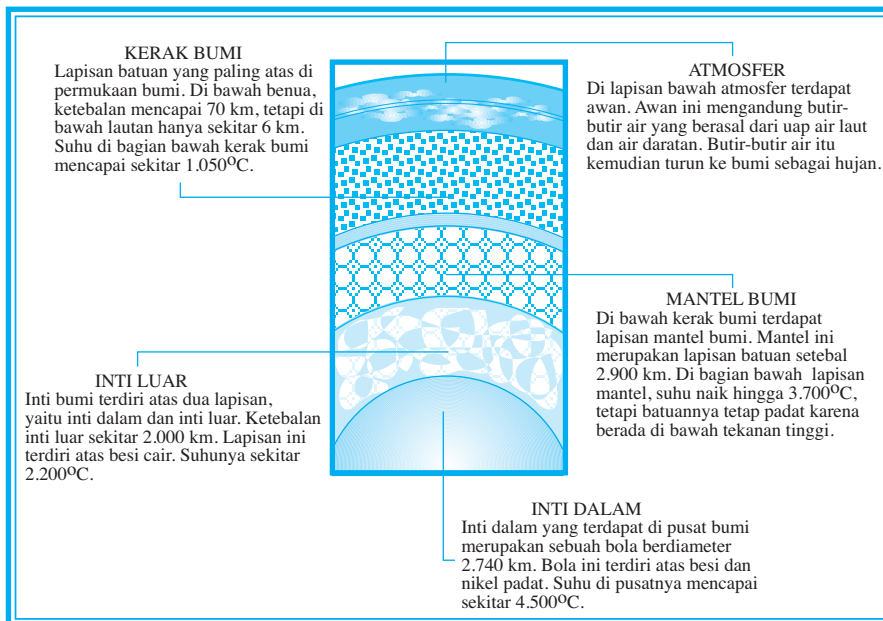 KERAK BUMI
Lapisan batuan yang paling atas di
permukaan bumi. Di bawah benua,
ketebalan mencapai 70 km, tetapi di
bawah lautan hanya sekitar 6 km.
Suhu di bagian bawah kerak bumi
mencapai sekitar 1.050ºC.
ATMOSFER
Di lapisan bawah atmosfer terdapat
awan. Awan ini mengandung butir-
butir air yang berasal dari uap air laut
dan air daratan. Butir-butir air itu
kemudian turun ke bumi sebagai hujan.
MANTEL BUMI
Di bawah kerak bumi terdapat
lapisan mantel bumi. Mantel ini
merupakan lapisan batuan setebal
2.900 km. Di bagian bawah lapisan
mantel, suhu naik hingga 3.700ºC,
tetapi batuannya tetap padat karena
berada di bawah tekanan tinggi.
INTI LUAR
Inti bumi terdiri atas dua lapisan,
yaitu inti dalam dan inti luar. Ketebalan
inti luar sekitar 2.000 km. Lapisan ini
terdiri atas besi cair. Suhunya sekitar
2.200ºC.
INTI DALAM
Inti dalam yang terdapat di pusat bumi
merupakan sebuah bola berdiameter
2.740 km. Bola ini terdiri atas besi dan
nikel padat. Suhu di pusatnya mencapai
sekitar 4.500ºC.